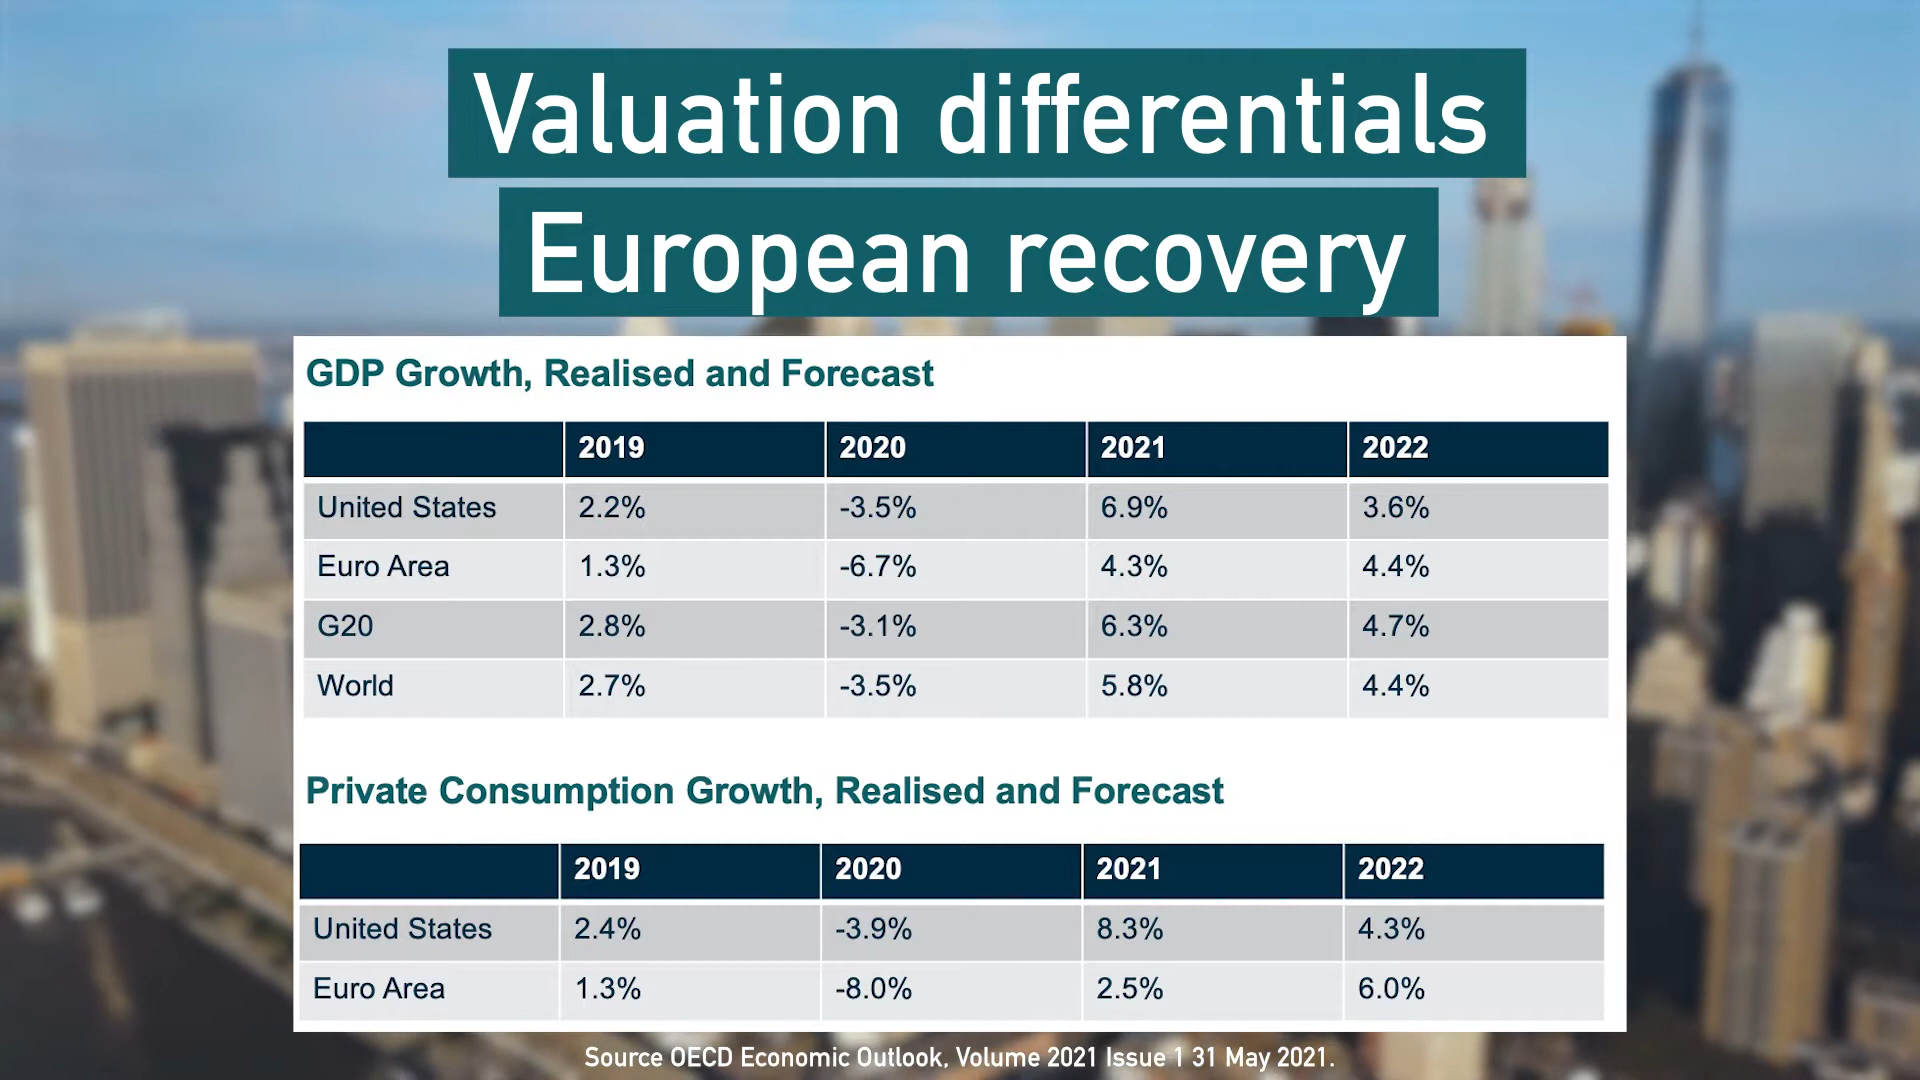 Valuation differentials
European recovery
GDP Growth, Realised and Forecast
2019 2020 2021 2022
United States 2.2% -3.5% 6.9% 3.6%
Euro Area 1.3% -6.7% 4.3% 4.4%
G20 2.8% -3.1% 6.3% 4.7%
World 2.7% -3.5% 5.8% 4.4%
Private Consumption Growth, Realised and Forecast
2019 2020 2021 2022
United States 2.4% -3.9% 8.3% 4.3%
Euro Area 1.3% -8.0% 2.5% 6.0%
Source OECD Economic Outlook, Volume 2021 Issue 1 31 May 2021.